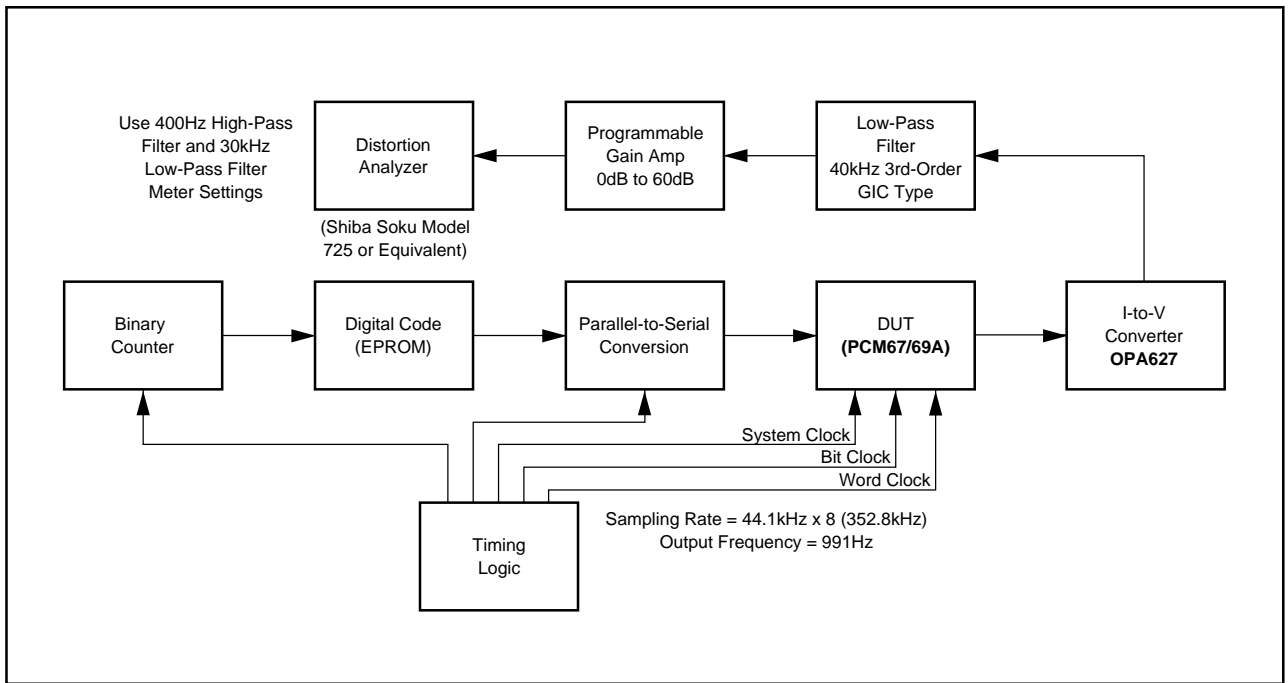 Use 400Hz High-Pass
Filter and 30kHz
Low-Pass Filter
Meter Settings
Distortion
Analyzer
(Shiba Soku Model
725 or Equivalent)
Programmable
Gain Amp
0dB to 60dB
Low-Pass
Filter
40kHz 3rd-Order
GIC Type
Binary
Counter
Digital Code
(EPROM)
Parallel-to-Serial
Conversion
DUT
(PCM67/69A)
I-to-V
Converter
OPA627
System Clock
Bit Clock
Word Clock
Timing
Logic
Sampling Rate = 44.1kHz x 8 (352.8kHz)
Output Frequency = 991Hz